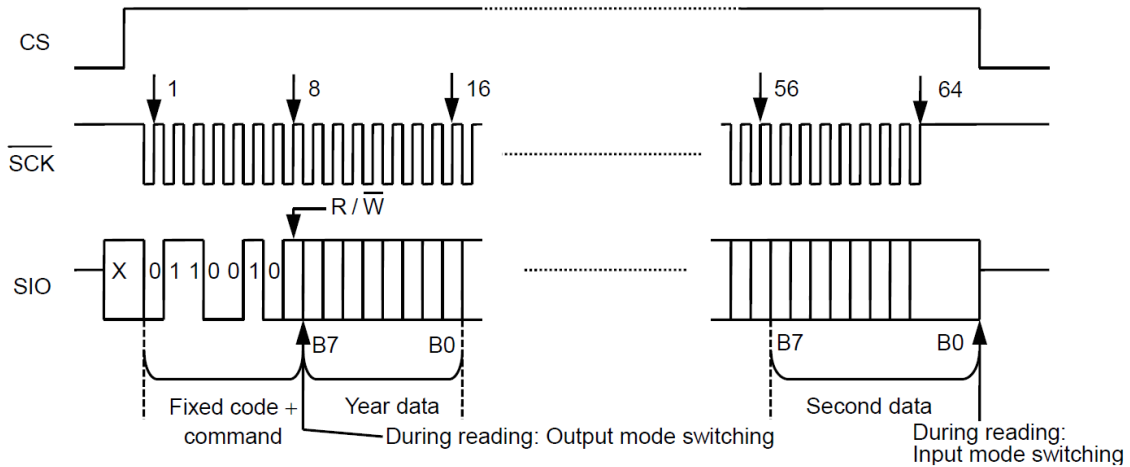 CS
1 8 16 56 64
SCK
R / W
SIO
X 0 1 1 0 0 1 0
B7 B0 B7 B0
Fixed code +
command
Year data
Second data
During reading: Output mode switching
During reading:
Input mode switching